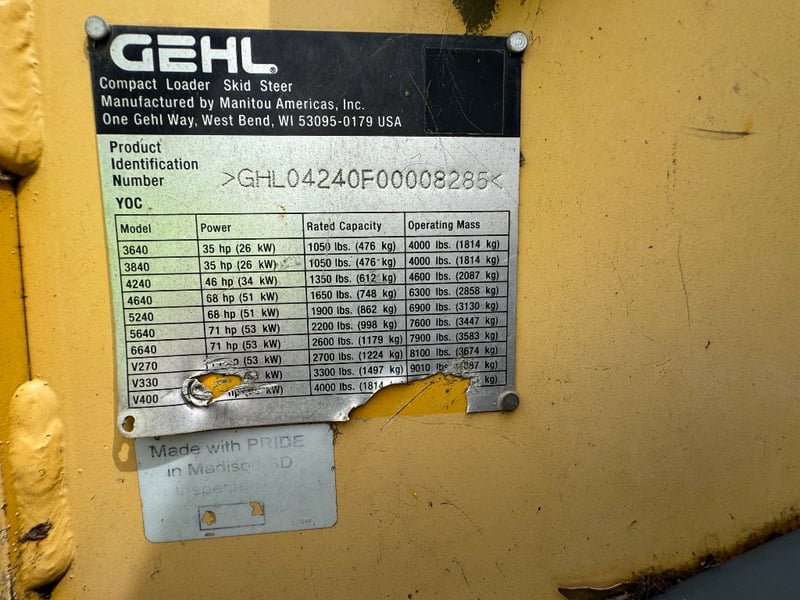 GEHL®
Compact Loader Skid Steer
Manufactured by Manitou Americas, Inc.
One Gehl Way, West Bend, WI 53095-0179 USA
Product
Identification
Number >GHL04240F00008285<
YOC
Model Power Rated Capacity Operating Mass
3640 35 hp (26 kW) 1050 lbs. (476 kg) 4000 lbs. (1814 kg)
3840 35 hp (26 kW) 1050 lbs. (476 kg) 4000 lbs. (1814 kg)
4240 46 hp (34 kW) 1350 lbs. (612 kg) 4600 lbs. (2087 kg)
4640 68 hp (51 kW) 1650 lbs. (748 kg) 6300 lbs. (2858 kg)
5240 68 hp (51 kW) 1900 lbs. (862 kg) 6900 lbs. (3130 kg)
5640 71 hp (53 kW) 2200 lbs. (998 kg) 7600 lbs. (3447 kg)
6640 71 hp (53 kW) 2600 lbs. (1179 kg) 7900 lbs. (3583 kg)
V270 hp (53 kW) 2700 lbs. (1224 kg) 8100 lbs. (3674 kg)
V330 3300 lbs. (1497 kg) 9010 kg)
V400 4000 lbs. (1814 kg)
Made with PRIDE
in Madison SD